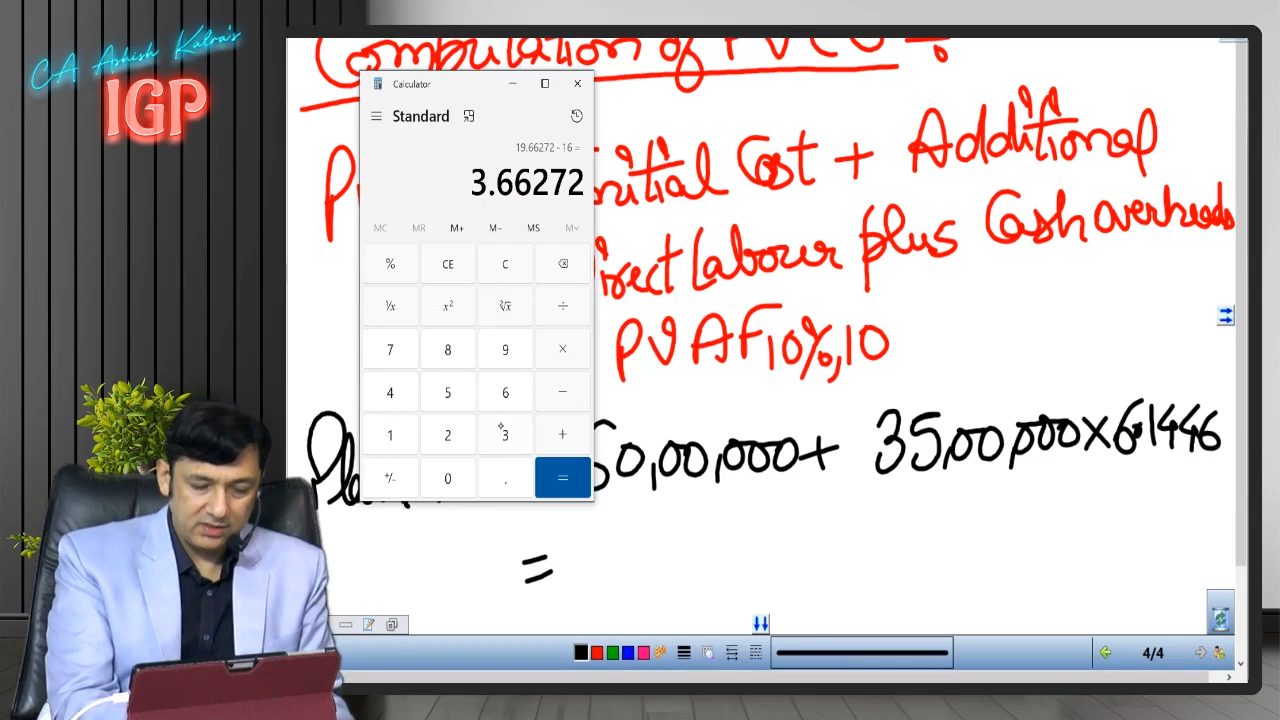 CA Ashish Kalra's
IGP
Computation of PVCO :-
Calculator
Standard
19.66272 - 16 =
3.66272
MC MR M+ M- MS M˅
% CE C
¹/x x² ²√x ÷
7 8 9 ×
4 5 6 −
1 2 3 +
+/- 0 . =
Initial Cost + Additional
Direct Labour plus Cash overheads
PVAF10%,10
50,00,000 + 35,00,000 × 6.1446
=
4/4